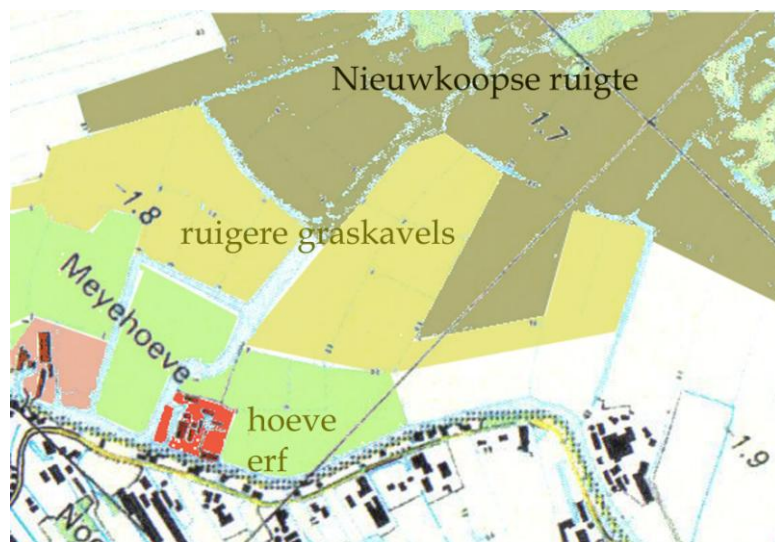 Nieuwkoopse ruigte
-1.7
-1.8
ruigere graskavels
Meyehoeve
hoeve
erf
-1.9